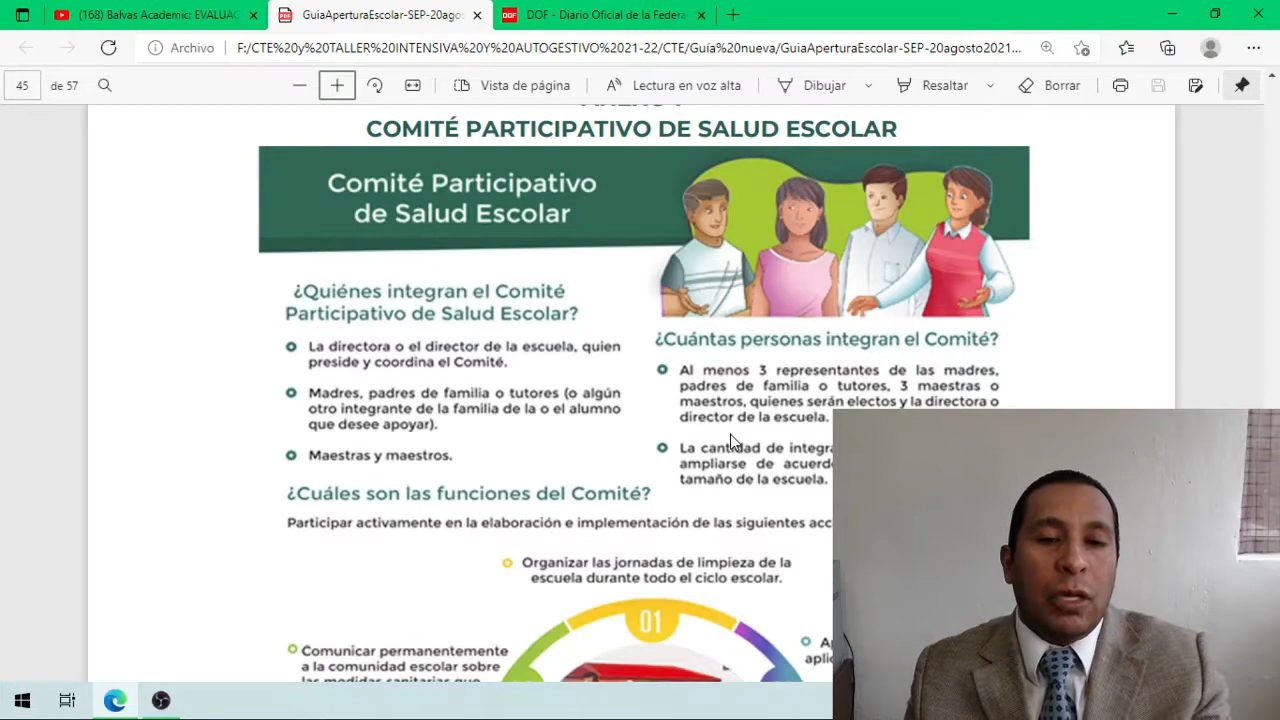 (168) Balvas Academic: EVALUAC
GuiaAperturaEscolar-SEP-20ago
DOF - Diario Oficial de la Federa
Archivo
F:/CTE%20y%20TALLER%20INTENSIVA%20Y%20AUTOGESTIVO%202021-22/CTE/Guía%20nueva/GuiaAperturaEscolar-SEP-20agosto2021...
45
de 57
Vista de página
Lectura en voz alta
Dibujar
Resaltar
Borrar
COMITÉ PARTICIPATIVO DE SALUD ESCOLAR
Comité Participativo
de Salud Escolar
¿Quiénes integran el Comité
Participativo de Salud Escolar?
La directora o el director de la escuela, quien
preside y coordina el Comité.
Madres, padres de familia o tutores (o algún
otro integrante de la familia de la o el alumno
que desee apoyar).
Maestras y maestros.
¿Cuántas personas integran el Comité?
Al menos 3 representantes de las madres,
padres de familia o tutores, 3 maestras o
maestros, quienes serán electos y la directora o
director de la escuela.
La cantidad de integra
ampliarse de acuerdo
tamaño de la escuela.
¿Cuáles son las funciones del Comité?
Participar activamente en la elaboración e implementación de las siguientes acc
Organizar las jornadas de limpieza de la
escuela durante todo el ciclo escolar.
01
Comunicar permanentemente
a la comunidad escolar sobre
las medidas sanitarias que
aplic